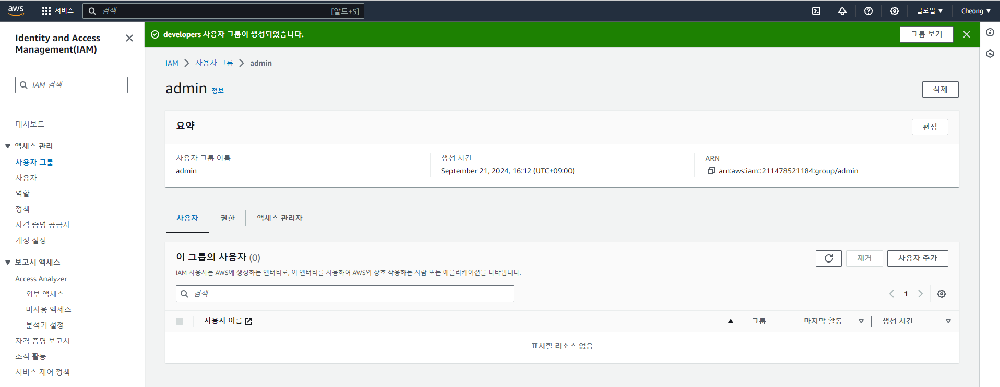 aws 서비스 검색 [알트+S] 글로벌 Cheong
Identity and Access
Management(IAM)
IAM 검색
대시보드
액세스 관리
사용자 그룹
사용자
역할
정책
자격 증명 공급자
계정 설정
보고서 액세스
Access Analyzer
외부 액세스
미사용 액세스
분석기 설정
자격 증명 보고서
조직 활동
서비스 제어 정책
developers 사용자 그룹이 생성되었습니다. 그룹 보기
IAM 사용자 그룹 admin
admin 정보 삭제
요약 편집
사용자 그룹 이름 생성 시간 ARN
admin September 21, 2024, 16:12 (UTC+09:00) arn:aws:iam::211478521184:group/admin
사용자 권한 액세스 관리자
이 그룹의 사용자 (0) 제거 사용자 추가
IAM 사용자는 AWS에 생성하는 엔터티로, 이 엔터티를 사용하여 AWS와 상호 작용하는 사람 또는 애플리케이션을 나타냅니다.
검색 1
사용자 이름 그룹 마지막 활동 생성 시간
표시할 리소스 없음